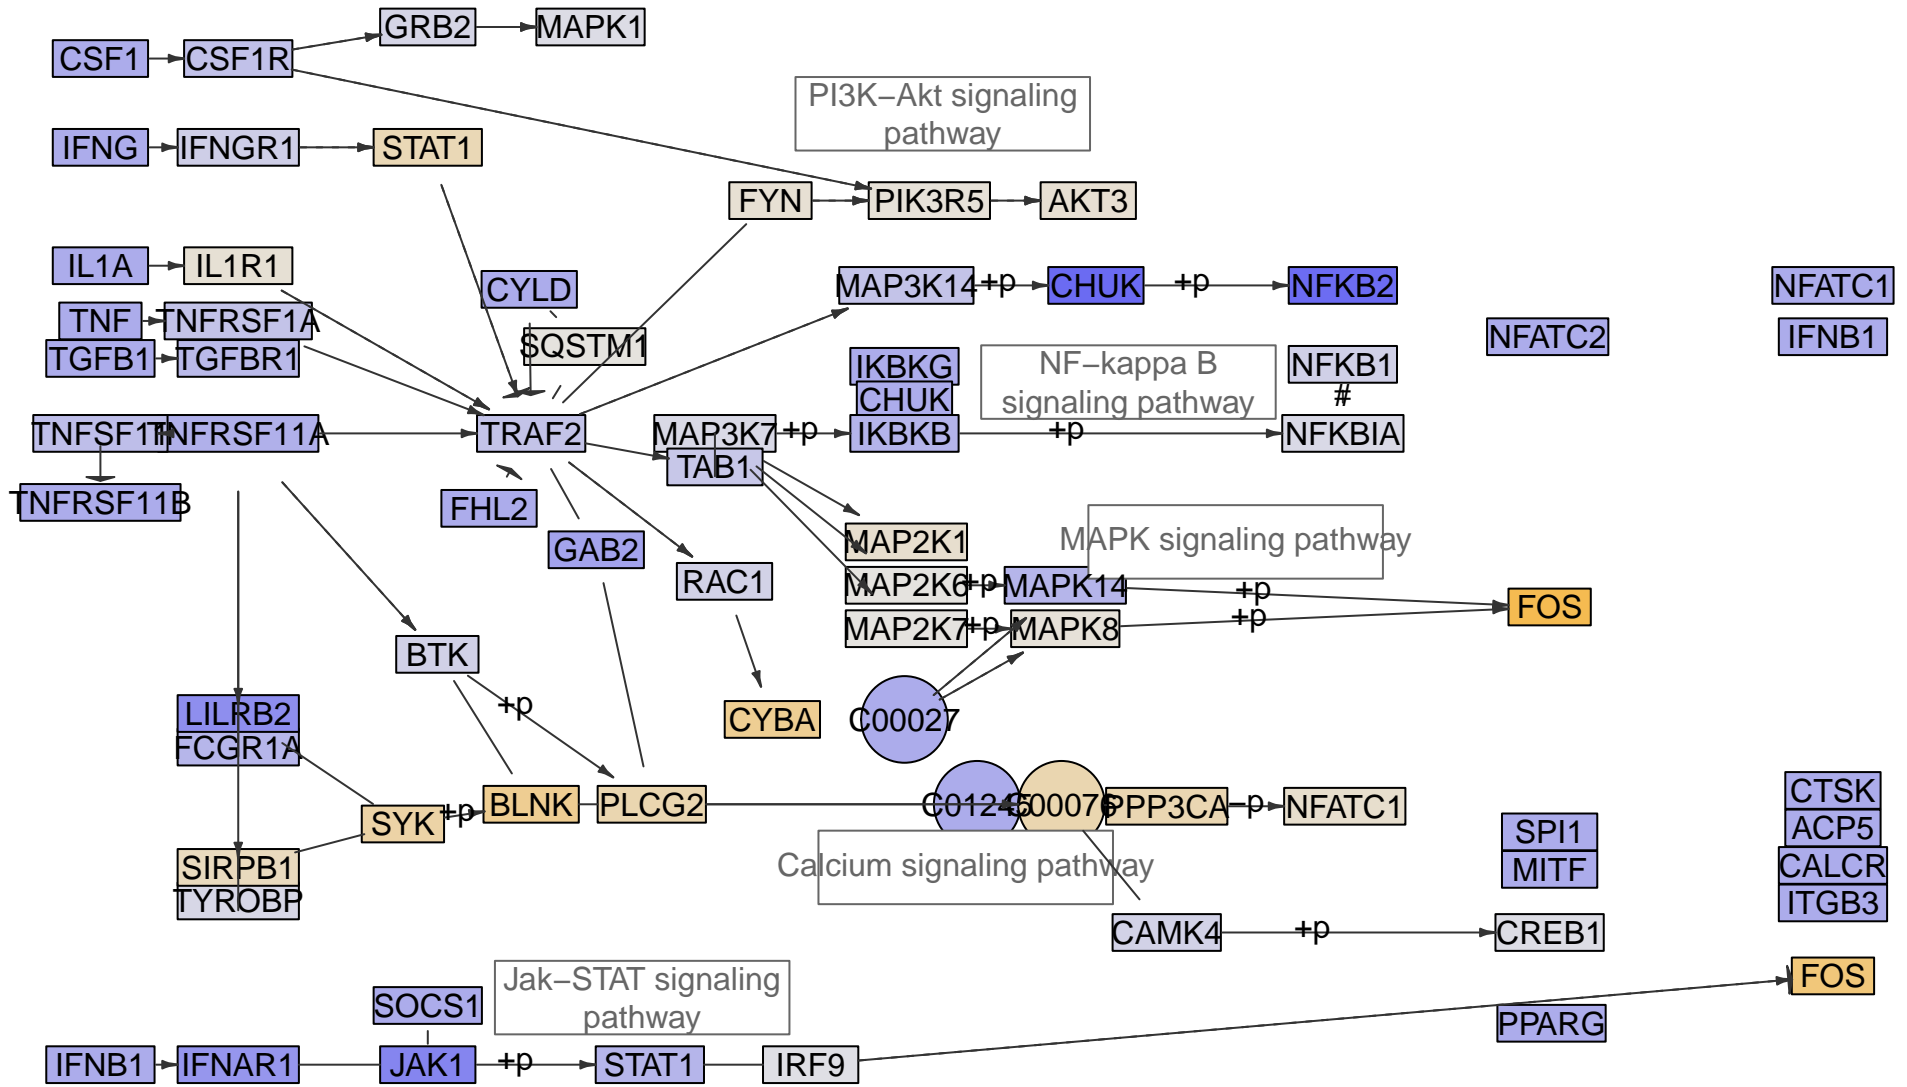 GRB2
MAPK1
CSF1
CSF1R
PI3K−Akt signaling
pathway
IFNG
IFNGR1
STAT1
FYN
PIK3R5
AKT3
IL1A
IL1R1
CYLD
MAP3K14
+p
CHUK
+p
NFKB2
NFATC1
TNF
TNFRSF1A
SQSTM1
NFATC2
IFNB1
TGFB1
TGFBR1
IKBKG
NF−kappa B
signaling pathway
NFKB1
#
CHUK
TNFRSF11A
TRAF2
MAP3K7
+p
IKBKB
+p
NFKBIA
TAB1
TNFRSF11B
FHL2
GAB2
MAP2K1
MAPK signaling pathway
RAC1
MAP2K6
+p
MAPK14
+p
FOS
MAP2K7
+p
MAPK8
+p
BTK
+p
LILRB2
FCGR1A
CYBA
C00027
SYK
+p
BLNK
PLCG2
C00076
PPP3CA
−p
NFATC1
CTSK
SPI1
ACP5
SIRPB1
Calcium signaling pathway
MITF
CALCR
TYROBP
ITGB3
CAMK4
+p
CREB1
Jak−STAT signaling
pathway
FOS
SOCS1
PPARG
IFNB1
IFNAR1
JAK1
+p
STAT1
IRF9